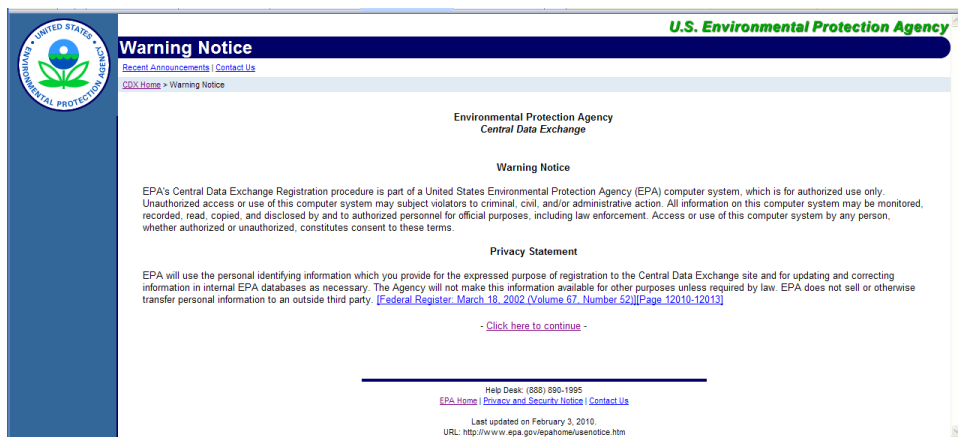 UNITED STATES
ENVIRONMENTAL PROTECTION AGENCY
U.S. Environmental Protection Agency
Warning Notice
Recent Announcements | Contact Us
CDX Home > Warning Notice
Environmental Protection Agency
Central Data Exchange
Warning Notice
EPA's Central Data Exchange Registration procedure is part of a United States Environmental Protection Agency (EPA) computer system, which is for authorized use only.
Unauthorized access or use of this computer system may subject violators to criminal, civil, and/or administrative action. All information on this computer system may be monitored,
recorded, read, copied, and disclosed by and to authorized personnel for official purposes, including law enforcement. Access or use of this computer system by any person,
whether authorized or unauthorized, constitutes consent to these terms.
Privacy Statement
EPA will use the personal identifying information which you provide for the expressed purpose of registration to the Central Data Exchange site and for updating and correcting
information in internal EPA databases as necessary. The Agency will not make this information available for other purposes unless required by law. EPA does not sell or otherwise
transfer personal information to an outside third party. [Federal Register: March 18, 2002 (Volume 67, Number 52)][Page 12010-12013]
- Click here to continue -
Help Desk: (888) 890-1995
EPA Home | Privacy and Security Notice | Contact Us
Last updated on February 3, 2010.
URL: http://www.epa.gov/epahome/usenotice.htm